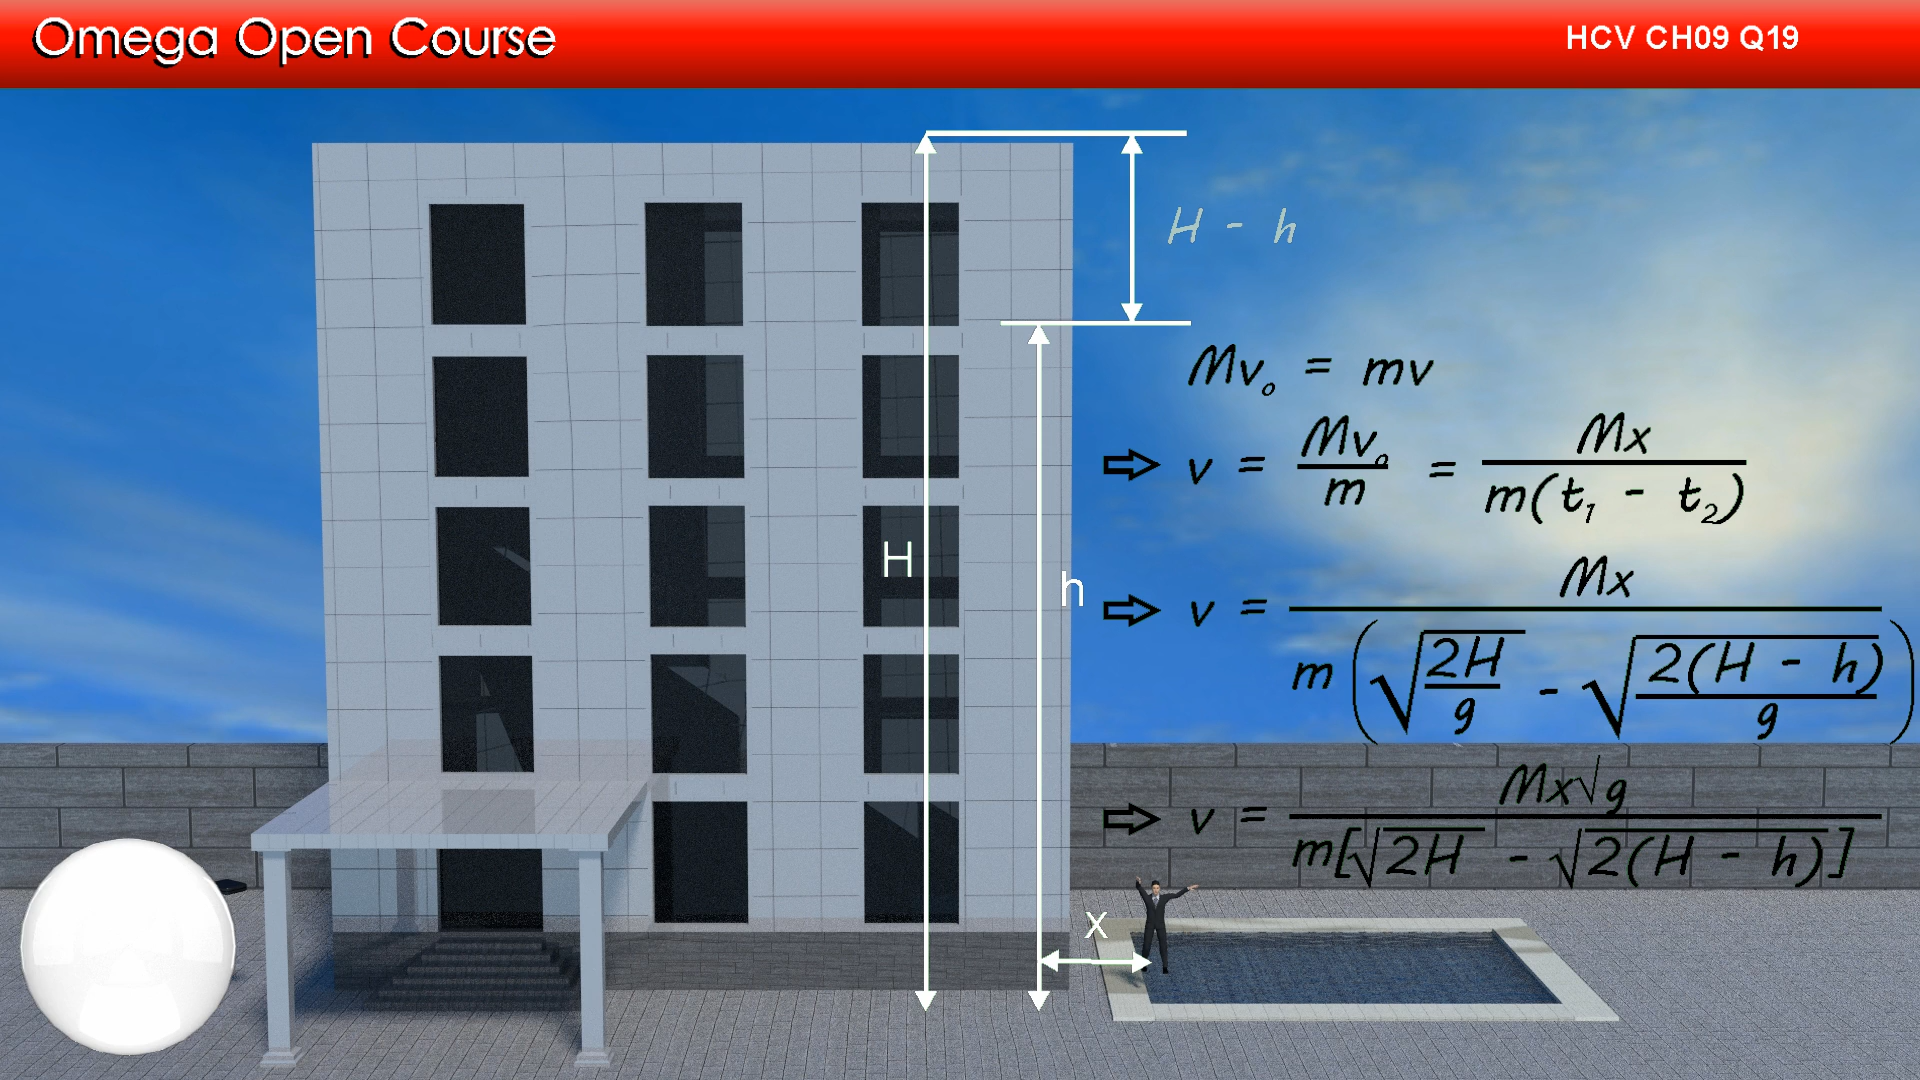 Omega Open Course
HCV CH09 Q19
H - h
Mv₀ = mv
⇨ v = Mv₀/m = Mx/m(t₁ - t₂)
H
h
⇨ v = Mx/m(√(2H/g) - √(2(H - h)/g))
⇨ v = Mx√g/m[√2H - √2(H - h)]
x